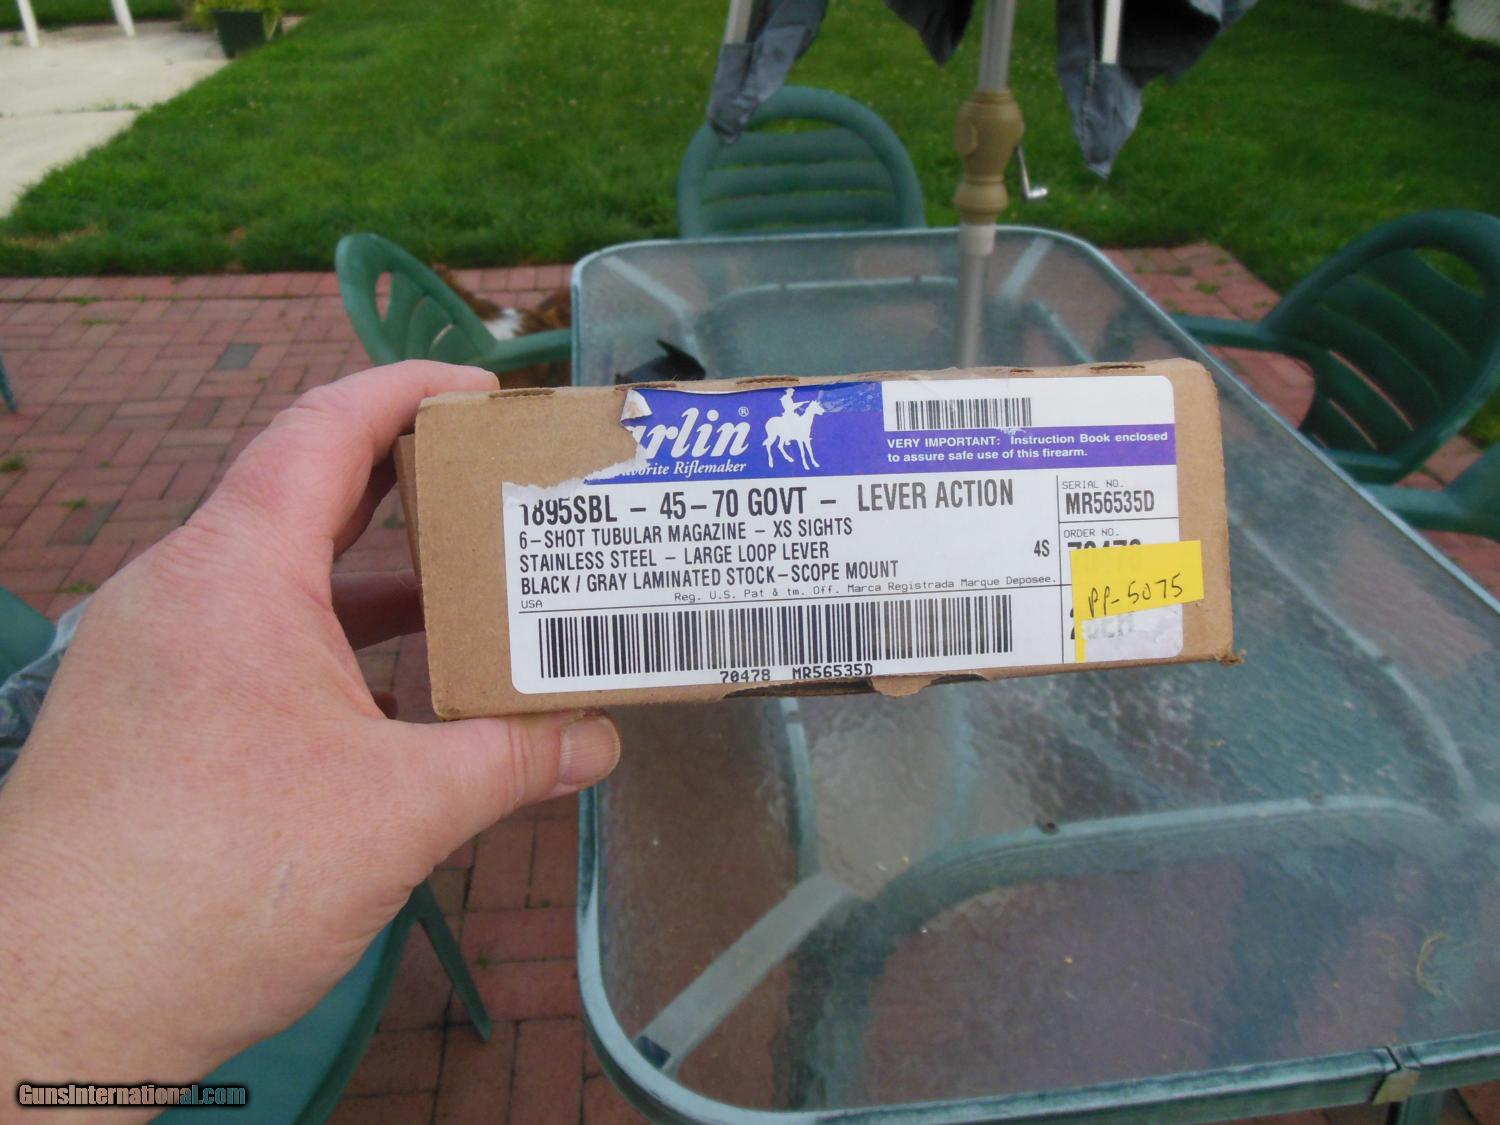 arlin®
avorite Riflemaker
VERY IMPORTANT: Instruction Book enclosed
to assure safe use of this firearm.
1895SBL - 45-70 GOVT - LEVER ACTION
6-SHOT TUBULAR MAGAZINE - XS SIGHTS
STAINLESS STEEL - LARGE LOOP LEVER
BLACK / GRAY LAMINATED STOCK-SCOPE MOUNT
4S
USA
Reg. U.S. Pat & tm. Off. Marca Registrada Marque Deposee.
SERIAL NO.
MR56535D
ORDER NO.
PP-5075
70478 MR56535D
GunsInternational.com